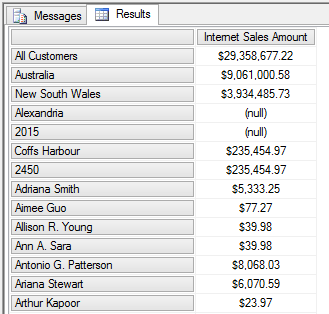 Messages Results
Internet Sales Amount
All Customers $29,358,677.22
Australia $9,061,000.58
New South Wales $3,934,485.73
Alexandria (null)
2015 (null)
Coffs Harbour $235,454.97
2450 $235,454.97
Adriana Smith $5,333.25
Aimee Guo $77.27
Allison R. Young $39.98
Ann A. Sara $39.98
Antonio G. Patterson $8,068.03
Ariana Stewart $6,070.59
Arthur Kapoor $23.97